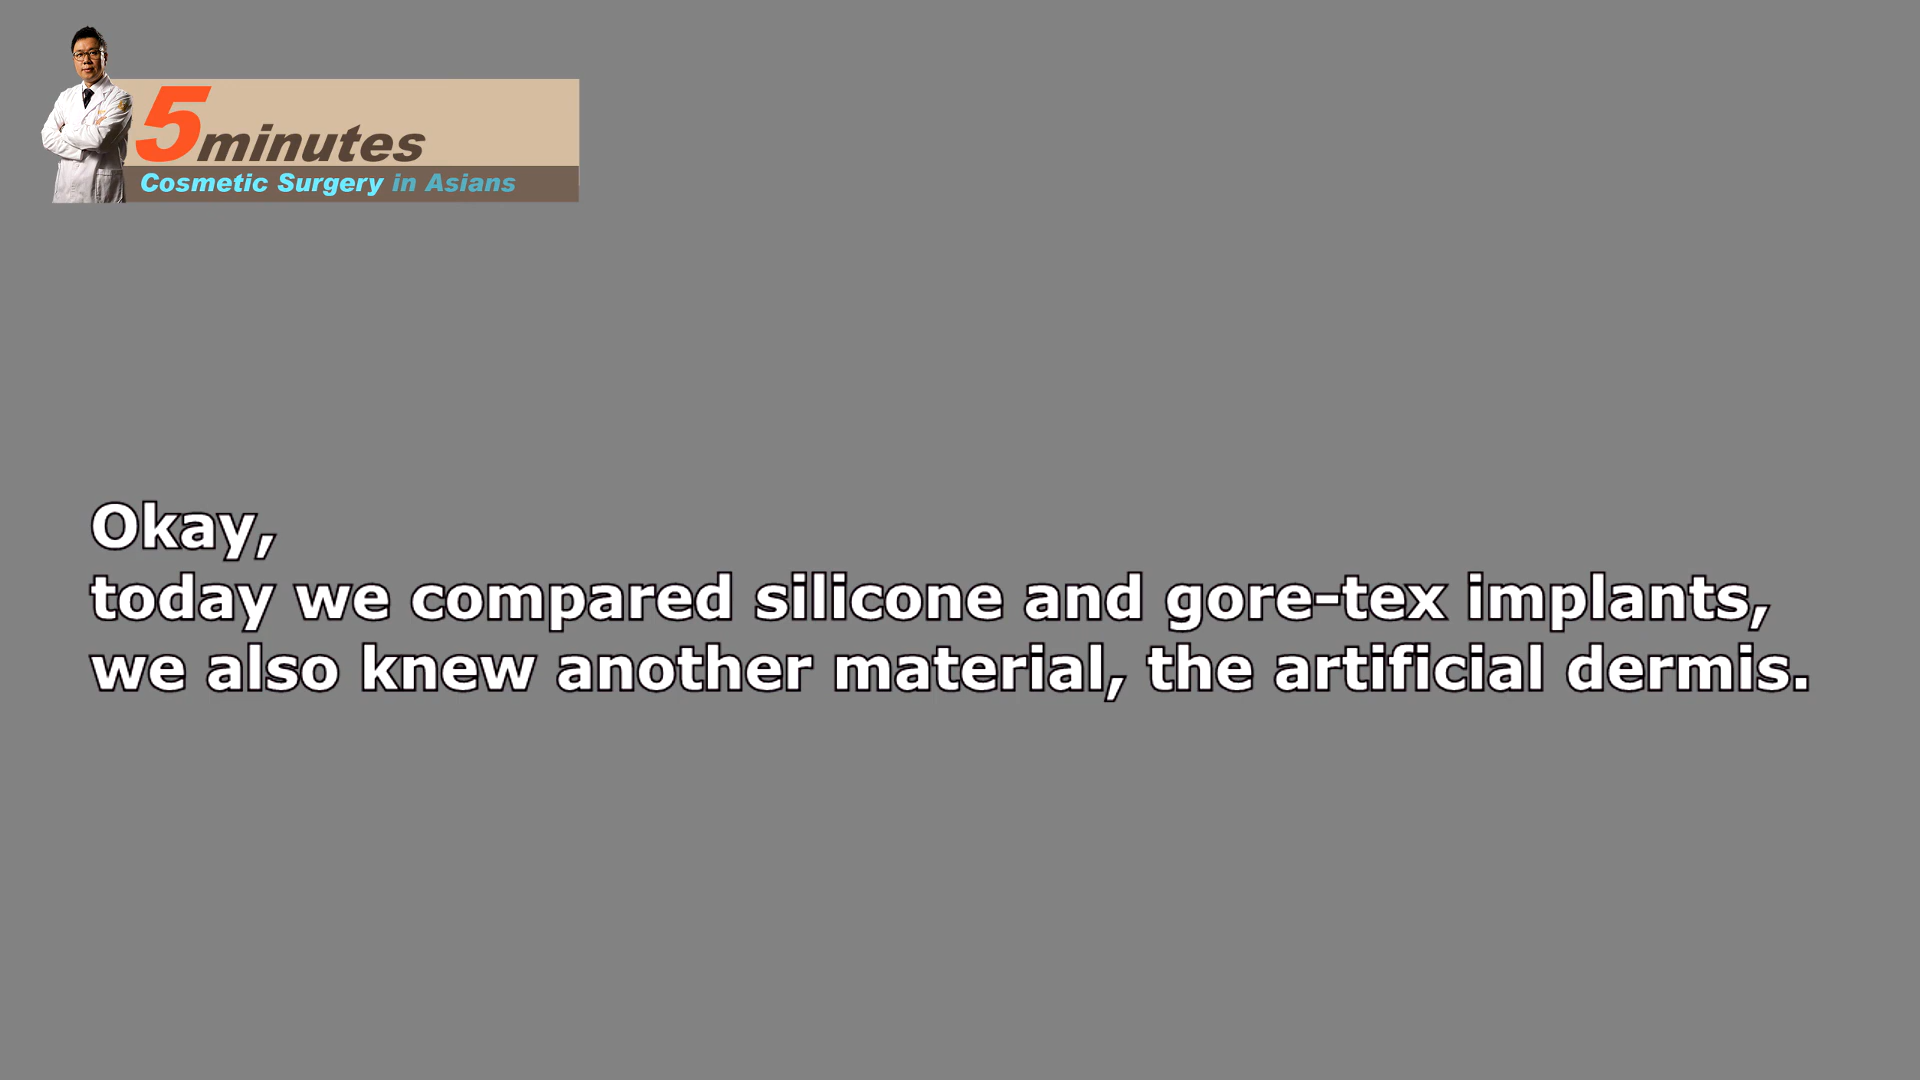 5minutes
Cosmetic Surgery in Asians
Okay,
today we compared silicone and gore-tex implants,
we also knew another material, the artificial dermis.